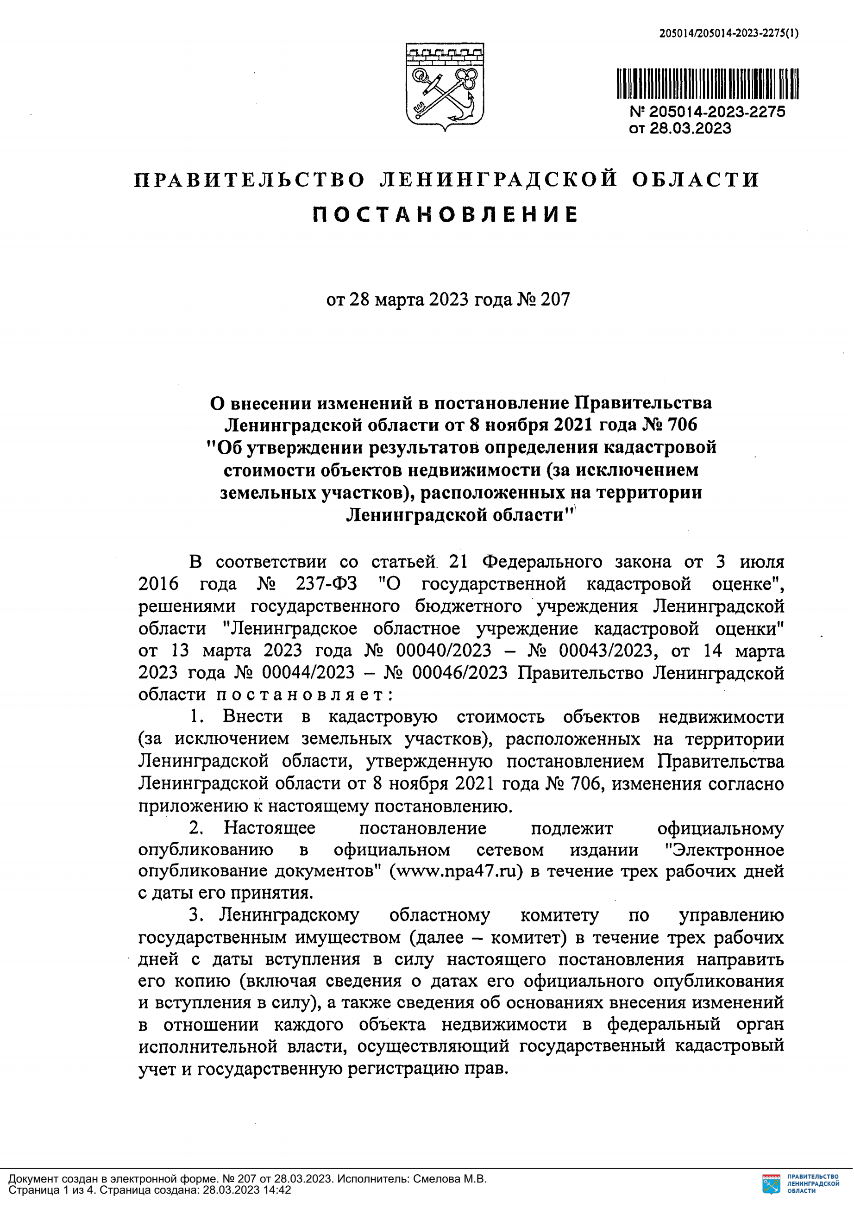 205014/205014-2023-2275(1)
№ 205014-2023-2275
от 28.03.2023
ПРАВИТЕЛЬСТВО ЛЕНИНГРАДСКОЙ ОБЛАСТИ
ПОСТАНОВЛЕНИЕ
от 28 марта 2023 года № 207
О внесении изменений в постановление Правительства
Ленинградской области от 8 ноября 2021 года № 706
"Об утверждении результатов определения кадастровой
стоимости объектов недвижимости (за исключением
земельных участков), расположенных на территории
Ленинградской области"
В соответствии со статьей 21 Федерального закона от 3 июля
2016 года № 237-ФЗ "О государственной кадастровой оценке",
решениями государственного бюджетного учреждения Ленинградской
области "Ленинградское областное учреждение кадастровой оценки"
от 13 марта 2023 года № 00040/2023 – № 00043/2023, от 14 марта
2023 года № 00044/2023 – № 00046/2023 Правительство Ленинградской
области п о с т а н о в л я е т :
1. Внести в кадастровую стоимость объектов недвижимости
(за исключением земельных участков), расположенных на территории
Ленинградской области, утвержденную постановлением Правительства
Ленинградской области от 8 ноября 2021 года № 706, изменения согласно
приложению к настоящему постановлению.
2. Настоящее постановление подлежит официальному
опубликованию в официальном сетевом издании "Электронное
опубликование документов" (www.npa47.ru) в течение трех рабочих дней
с даты его принятия.
3. Ленинградскому областному комитету по управлению
государственным имуществом (далее – комитет) в течение трех рабочих
дней с даты вступления в силу настоящего постановления направить
его копию (включая сведения о датах его официального опубликования
и вступления в силу), а также сведения об основаниях внесения изменений
в отношении каждого объекта недвижимости в федеральный орган
исполнительной власти, осуществляющий государственный кадастровый
учет и государственную регистрацию прав.
Документ создан в электронной форме. № 207 от 28.03.2023. Исполнитель: Смелова М.В.
Страница 1 из 4. Страница создана: 28.03.2023 14:42
ПРАВИТЕЛЬСТВО
ЛЕНИНГРАДСКОЙ
ОБЛАСТИ